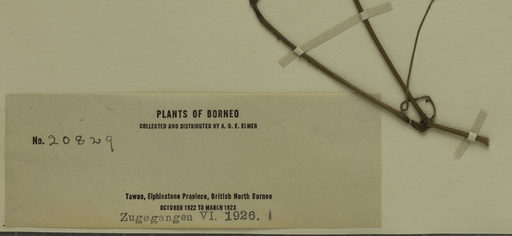 PLANTS OF BORNEO
COLLECTED AND DISTRIBUTED BY A. D. E. ELMER
No. 20829
Tawao, Elphinstone Province, British North Borneo
OCTOBER 1922 TO MARCH 1923
Zugegangen VI. 1926.